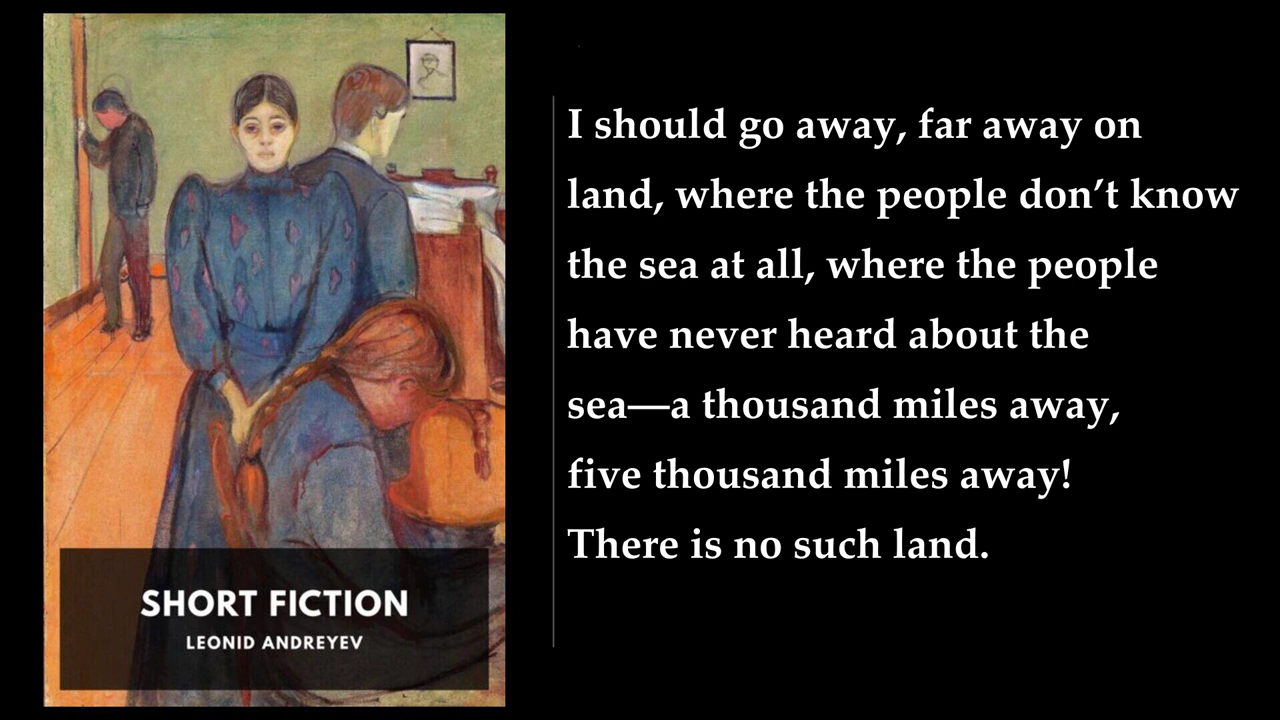 SHORT FICTION
LEONID ANDREYEV
I should go away, far away on
land, where the people don’t know
the sea at all, where the people
have never heard about the
sea—a thousand miles away,
five thousand miles away!
There is no such land.